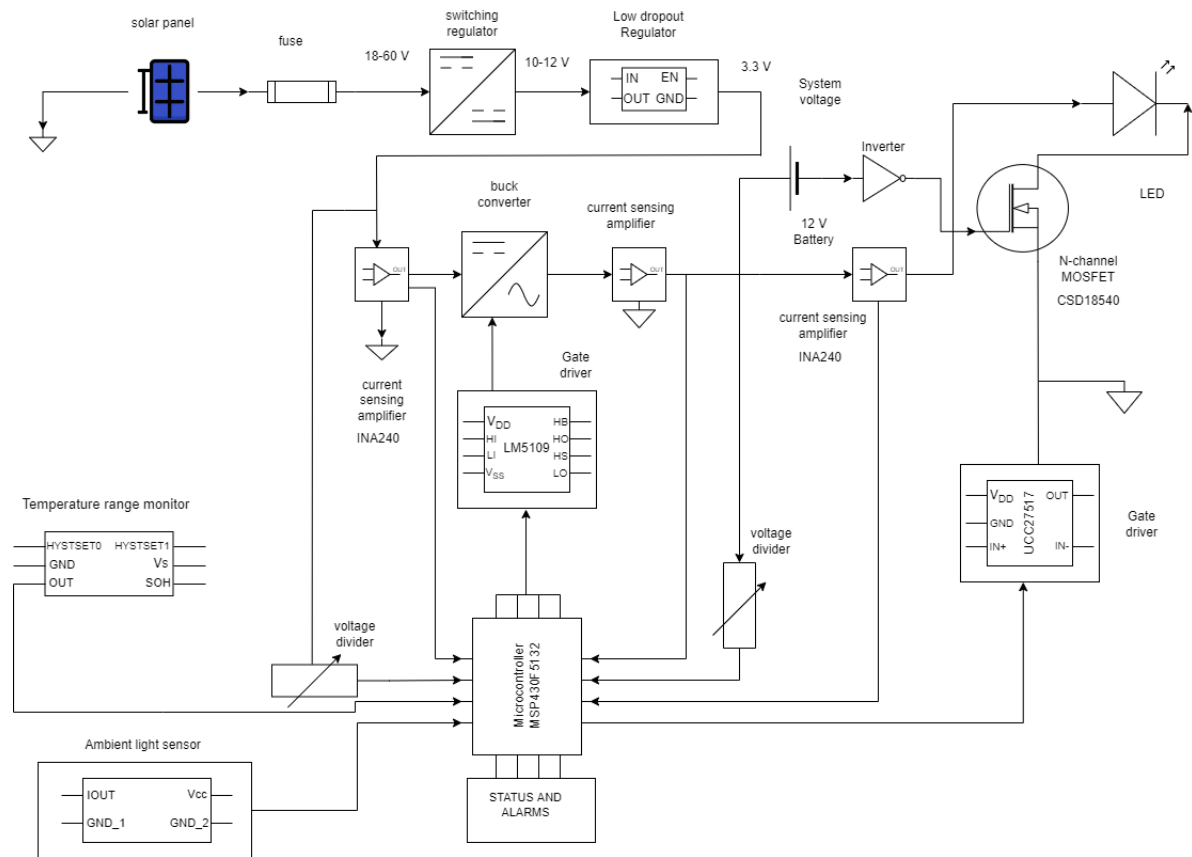 solar panel
fuse
18-60 V
switching
regulator
10-12 V
Low dropout
Regulator
IN
EN
OUT
GND
3.3 V
System
voltage
Inverter
12 V
Battery
LED
N-channel
MOSFET
CSD18540
buck
converter
current sensing
amplifier
OUT
OUT
OUT
current
sensing
amplifier
INA240
current sensing
amplifier
INA240
Gate
driver
VDD
HI
LI
VSS
LM5109
HB
HO
HS
LO
Temperature range monitor
HYSTSET0
HYSTSET1
GND
Vs
OUT
SOH
voltage
divider
voltage
divider
VDD
OUT
GND
IN+
IN-
UCC27517
Gate
driver
Microcontroller
MSP430F5132
Ambient light sensor
IOUT
Vcc
GND_1
GND_2
STATUS AND
ALARMS